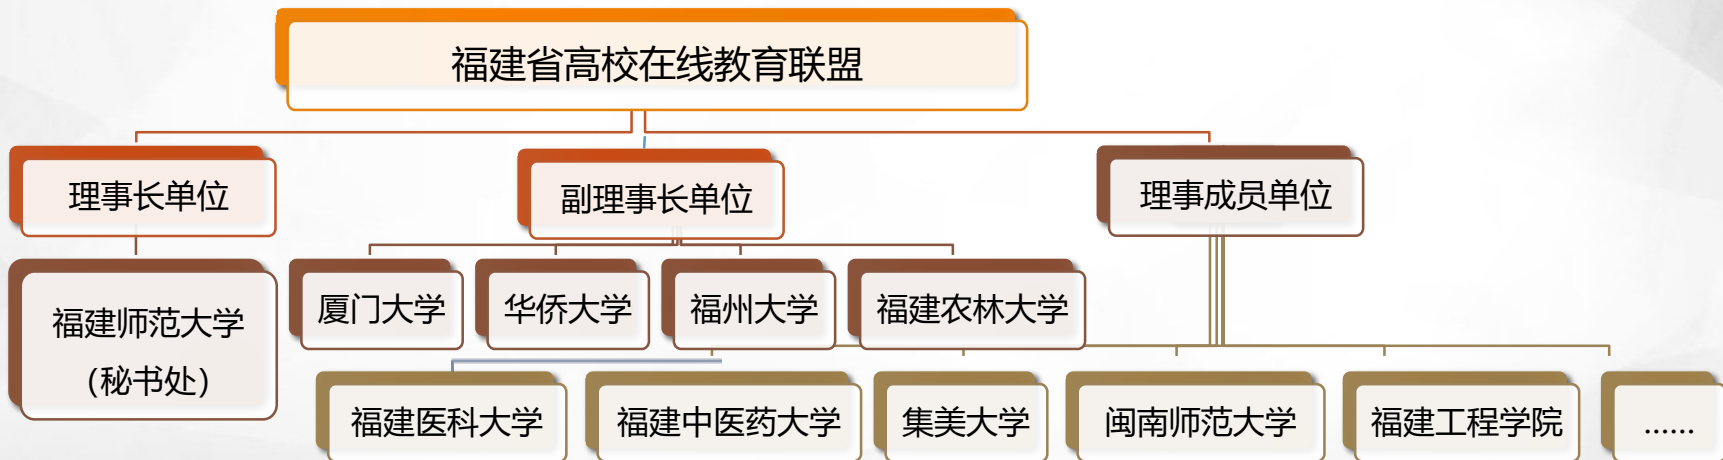 福建省高校在线教育联盟
理事长单位
副理事长单位
理事成员单位
福建师范大学
(秘书处)
厦门大学
华侨大学
福州大学
福建农林大学
福建医科大学
福建中医药大学
集美大学
闽南师范大学
福建工程学院
......